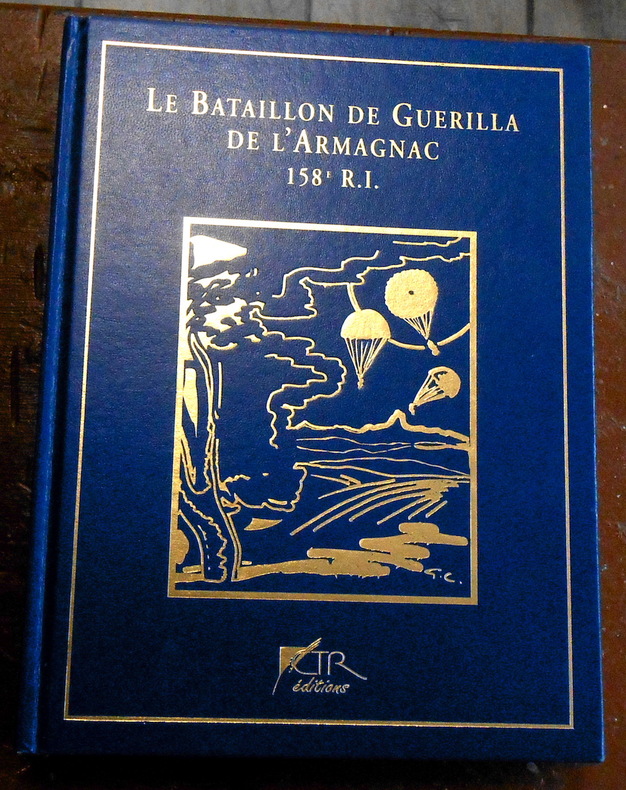 LE BATAILLON DE GUERILLA
DE L'ARMAGNAC
158E R.I.
G.C.
CTR
éditions